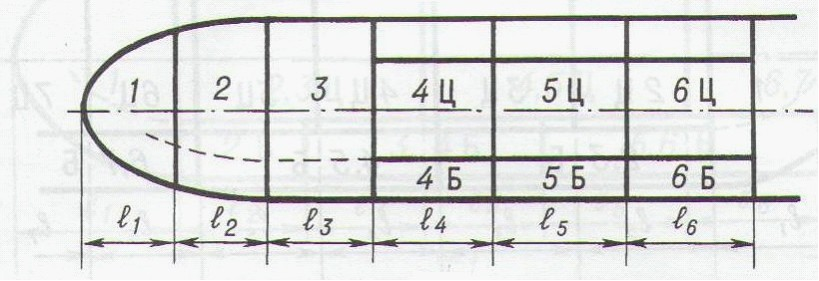 1 2 3 4 Ц 5 Ц 6 Ц
4 Б 5 Б 6 Б
ℓ1 ℓ2 ℓ3 ℓ4 ℓ5 ℓ6